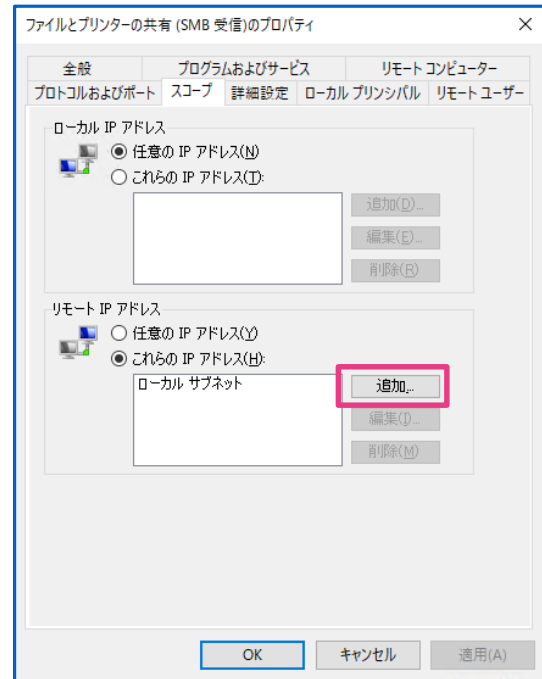 ファイルとプリンターの共有 (SMB 受信)のプロパティ
全般 プログラムおよびサービス リモート コンピューター
プロトコルおよびポート スコープ 詳細設定 ローカル プリンシパル リモート ユーザー
ローカル IP アドレス
任意の IP アドレス(N)
これらの IP アドレス(T):
追加(D)...
編集(E)...
削除(R)
リモート IP アドレス
任意の IP アドレス(Y)
これらの IP アドレス(H):
ローカル サブネット
追加...
編集(I)...
削除(M)
OK キャンセル 適用(A)